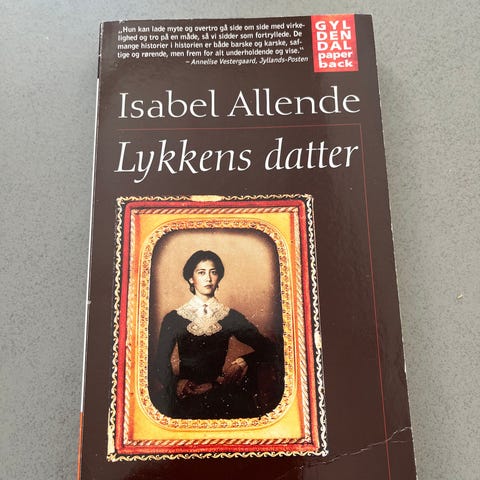 „Hun kan lade myte og overtro gå side om side med virke-
lighed og tro på en måde, så vi sidder som fortryllede. De
mange historier i historien er både barske og karske, saf-
tige og rørende, men frem for alt underholdende og vise.“
– Annelise Vestergaard, Jyllands-Posten
GYL
DEN
DAL
paper
back
Isabel Allende
Lykkens datter